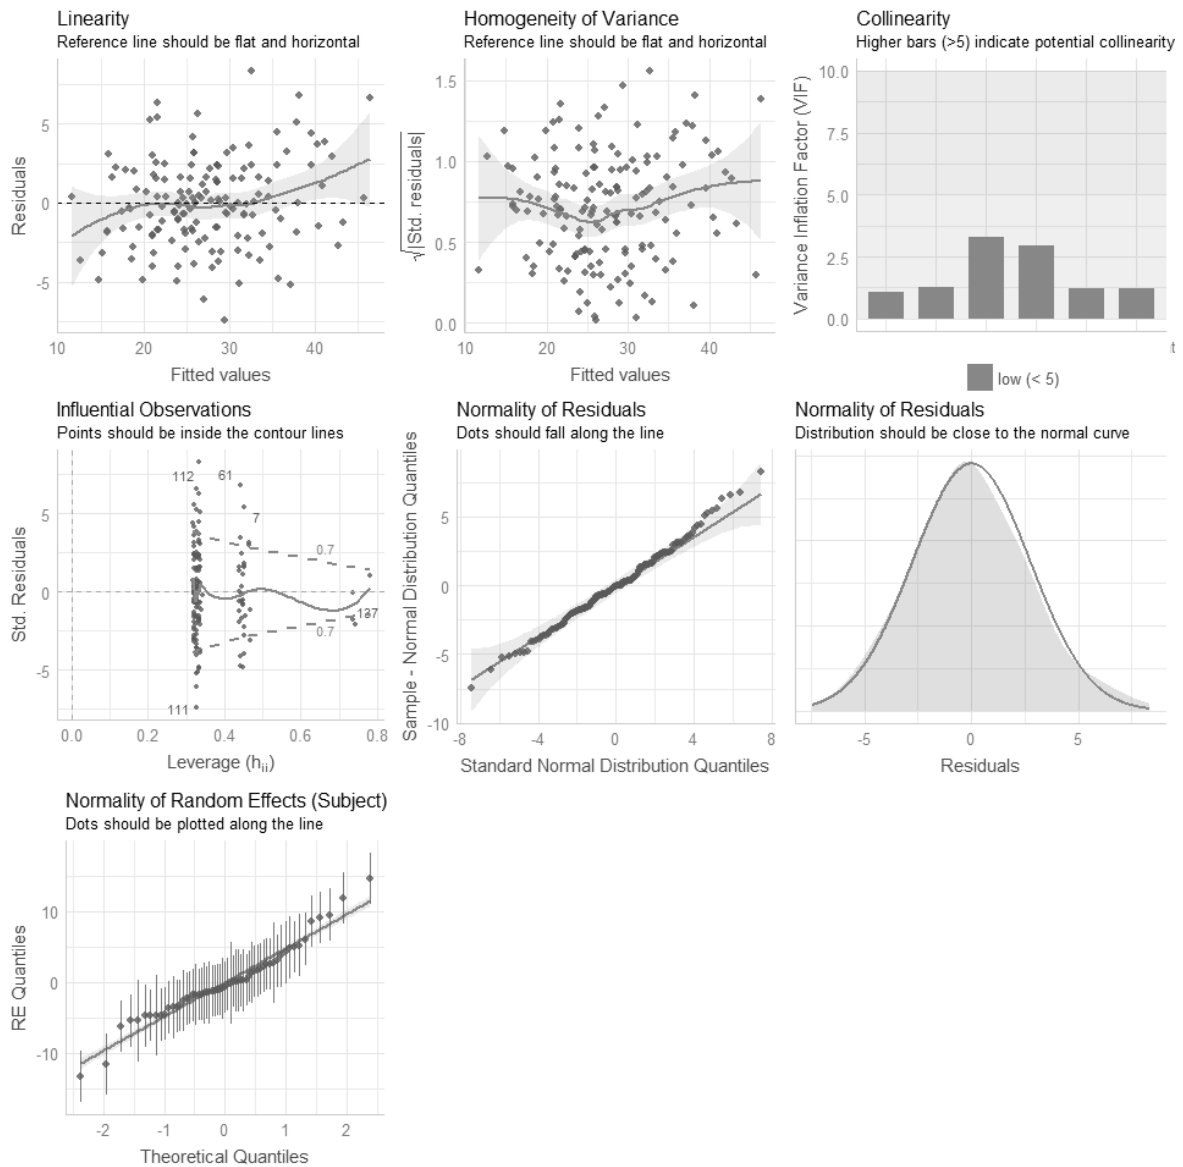 Linearity
Reference line should be flat and horizontal
Residuals
5
0
-5
10
20
30
40
Fitted values
Homogeneity of Variance
Reference line should be flat and horizontal
√|Std. residuals|
1.5
1.0
0.5
0.0
10
20
30
40
Fitted values
Collinearity
Higher bars (>5) indicate potential collinearity
Variance Inflation Factor (VIF)
10.0
7.5
5.0
2.5
0.0
low (< 5)
Influential Observations
Points should be inside the contour lines
Std. Residuals
5
0
-5
112
61
7
0.7
0.7
137
111
0.0
0.2
0.4
0.6
0.8
Leverage (hii)
Normality of Residuals
Dots should fall along the line
Sample - Normal Distribution Quantiles
5
0
-5
-10
-8
-4
0
4
8
Standard Normal Distribution Quantiles
Normality of Residuals
Distribution should be close to the normal curve
-5
0
5
Residuals
Normality of Random Effects (Subject)
Dots should be plotted along the line
RE Quantiles
10
0
-10
-2
-1
0
1
2
Theoretical Quantiles